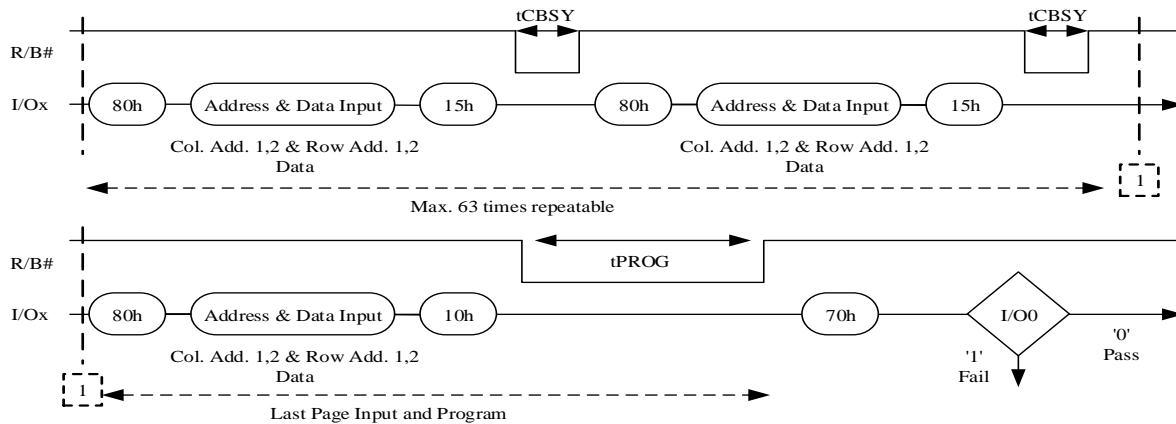 tCBSY tCBSY
R/B#
I/Ox 80h Address & Data Input 15h 80h Address & Data Input 15h
Col. Add. 1,2 & Row Add. 1,2 Col. Add. 1,2 & Row Add. 1,2
Data Data
1
Max. 63 times repeatable
R/B#
tPROG
I/Ox 80h Address & Data Input 10h 70h I/O0
'0'
Pass
Col. Add. 1,2 & Row Add. 1,2 '1'
Data Fail
1
Last Page Input and Program